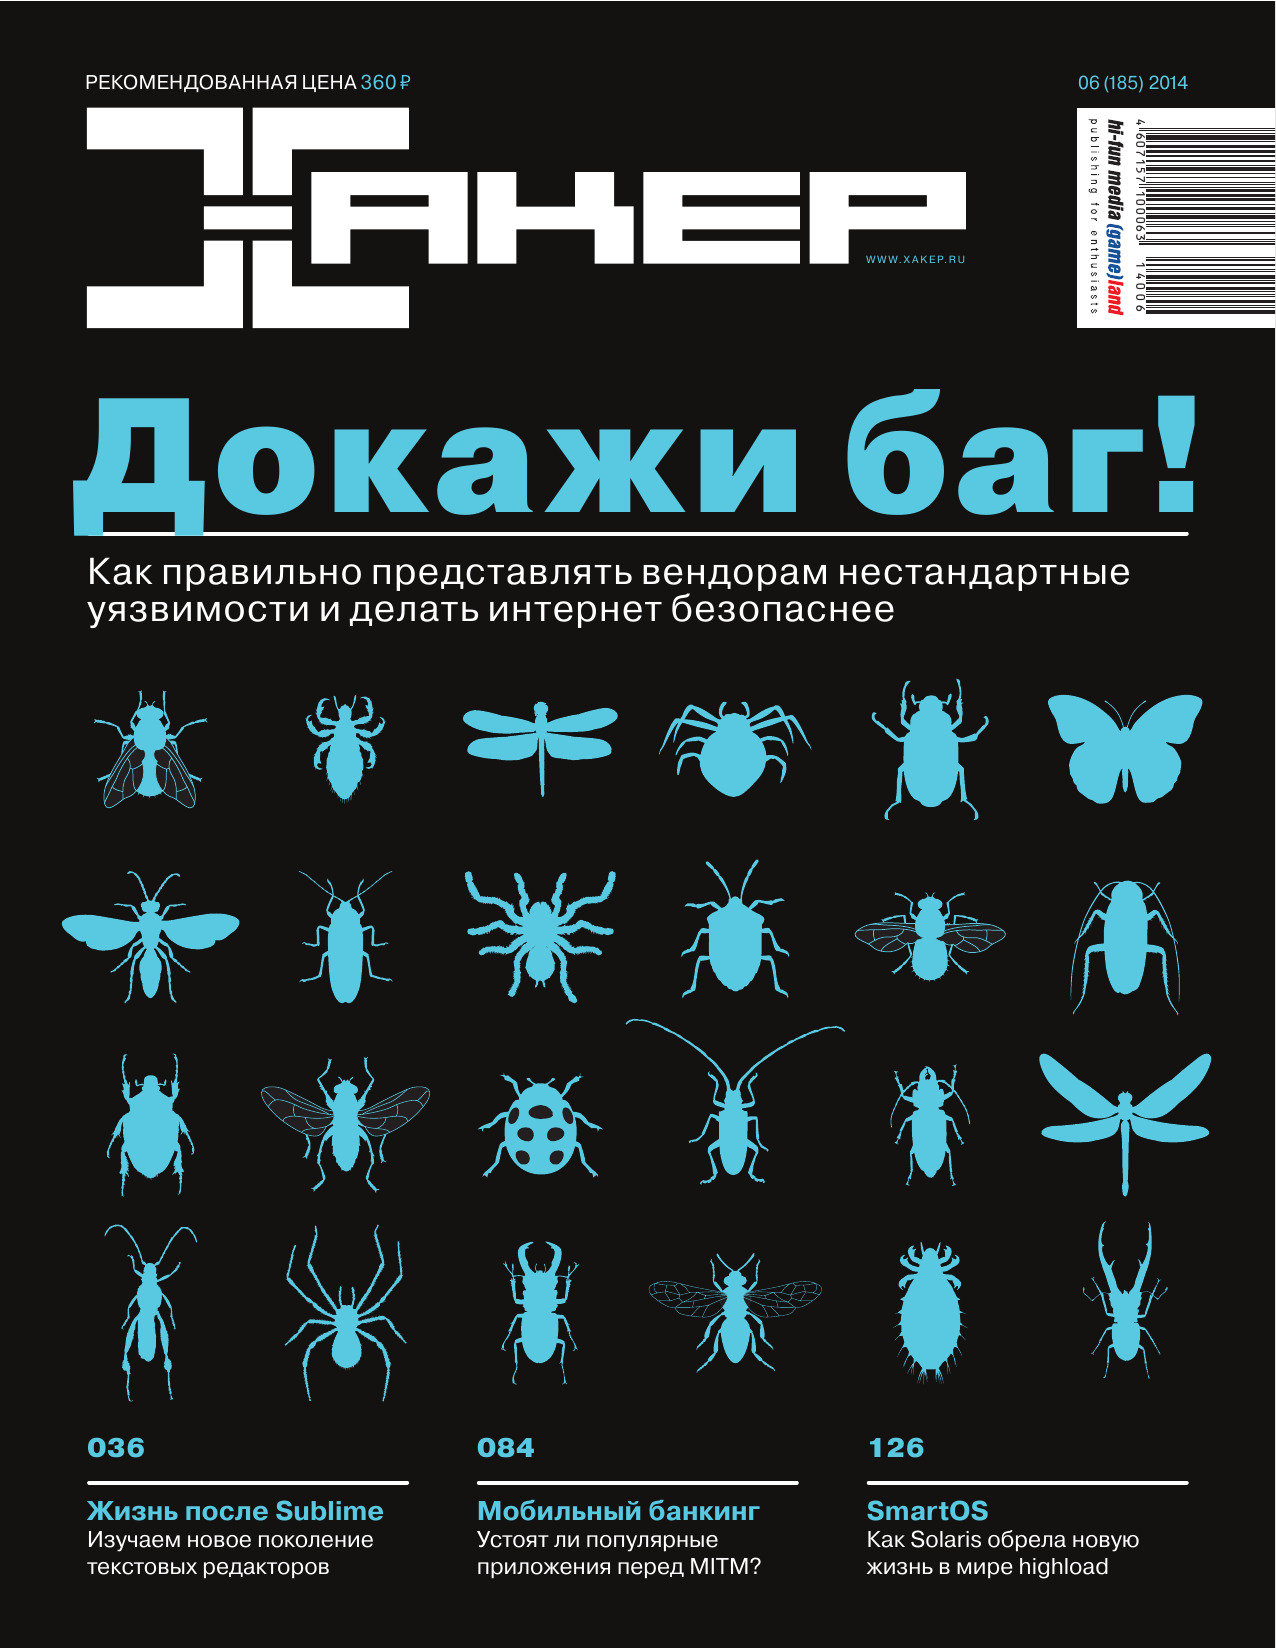 РЕКОМЕНДОВАННАЯ ЦЕНА 360 ₽
06 (185) 2014
ХАКЕР
WWW.XAKEP.RU
hi-fun media (game)land
publishing for enthusiasts
4 607157 100063 14006
Докажи баг!
Как правильно представлять вендорам нестандартные
уязвимости и делать интернет безопаснее
036
Жизнь после Sublime
Изучаем новое поколение
текстовых редакторов
084
Мобильный банкинг
Устоят ли популярные
приложения перед MITM?
126
SmartOS
Как Solaris обрела новую
жизнь в мире highload